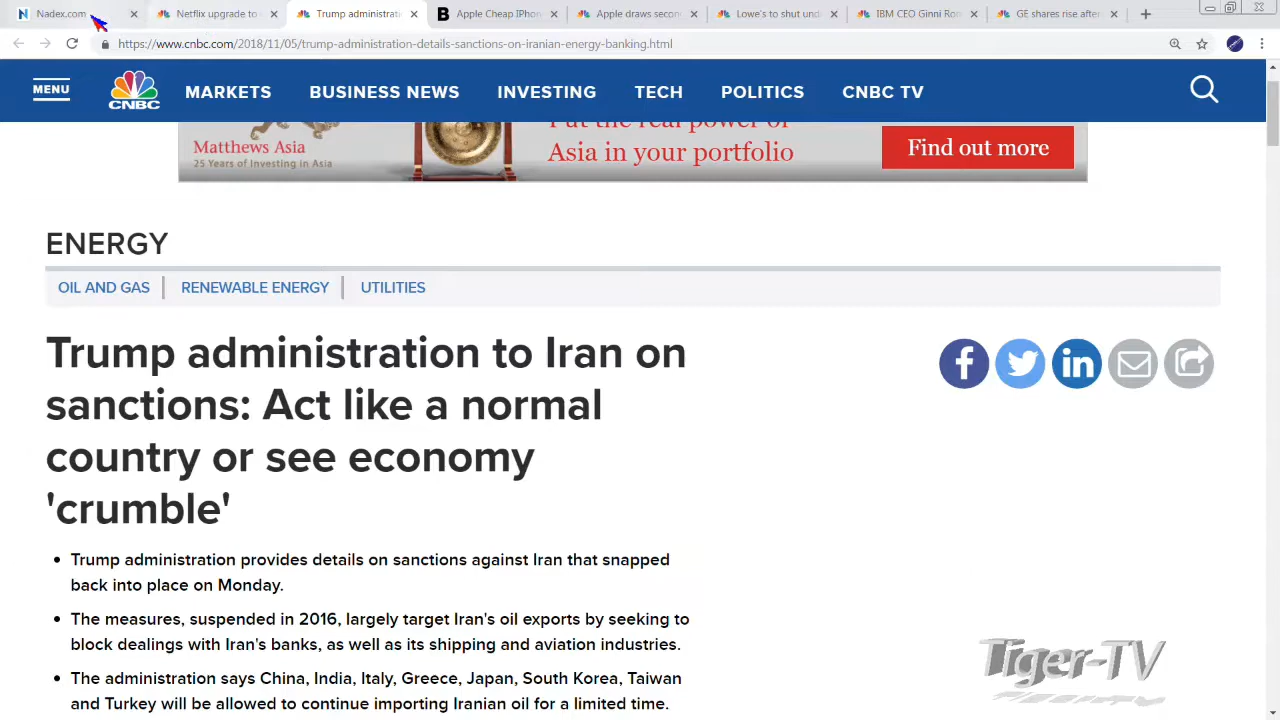 Nadex.com
Netflix upgrade to
Trump administrati
Apple Cheap IPhon
Apple draws secon
Lowe's to shut und
IBM CEO Ginni Ro
GE shares rise after
https://www.cnbc.com/2018/11/05/trump-administration-details-sanctions-on-iranian-energy-banking.html
MENU
CNBC
MARKETS
BUSINESS NEWS
INVESTING
TECH
POLITICS
CNBC TV
Matthews Asia
25 Years of Investing in Asia
Put the real power of
Asia in your portfolio
Find out more
ENERGY
OIL AND GAS
RENEWABLE ENERGY
UTILITIES
Trump administration to Iran on
sanctions: Act like a normal
country or see economy
'crumble'
Trump administration provides details on sanctions against Iran that snapped
back into place on Monday.
The measures, suspended in 2016, largely target Iran's oil exports by seeking to
block dealings with Iran's banks, as well as its shipping and aviation industries.
The administration says China, India, Italy, Greece, Japan, South Korea, Taiwan
and Turkey will be allowed to continue importing Iranian oil for a limited time.
Tiger-TV